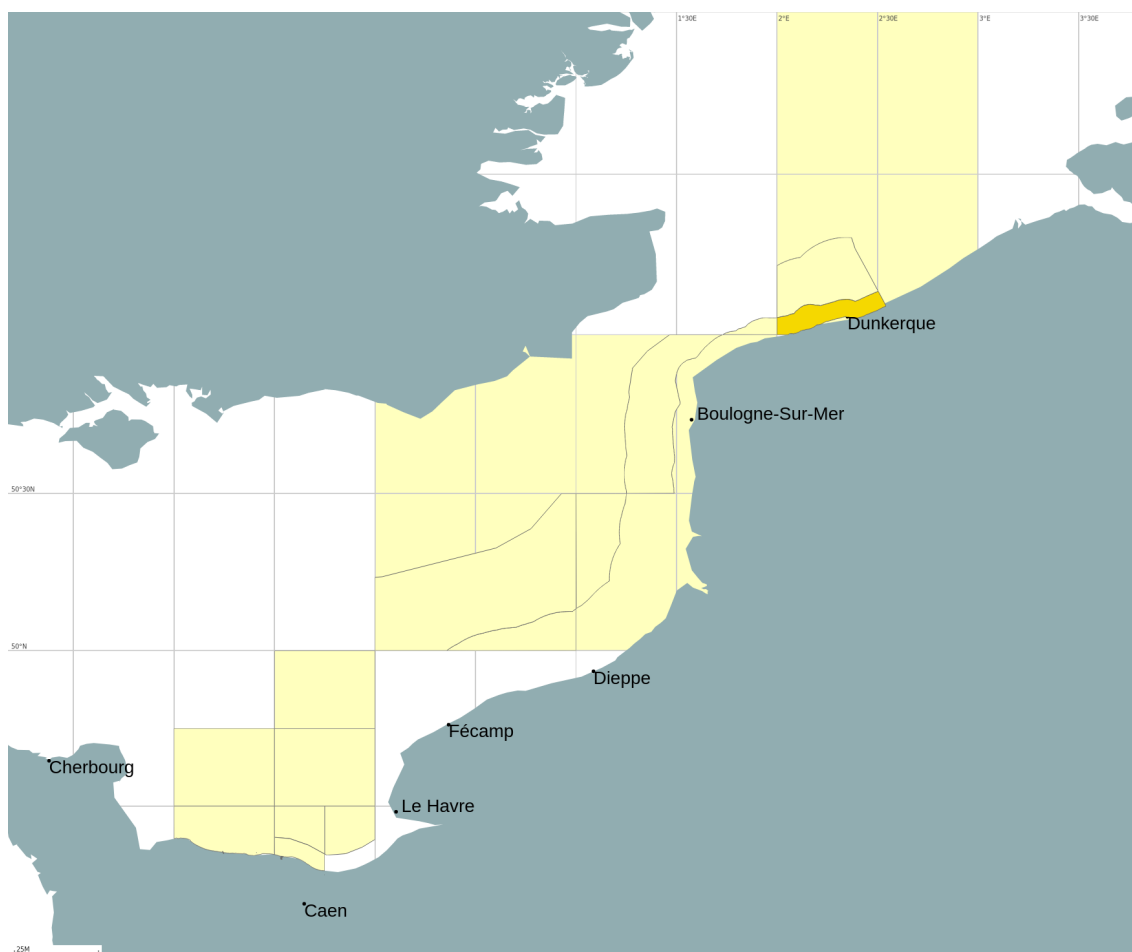 1°30E
2°E
2°30E
3°E
3°30E
Dunkerque
Boulogne-Sur-Mer
50°30N
50°N
Dieppe
Fécamp
Cherbourg
Le Havre
Caen
25M